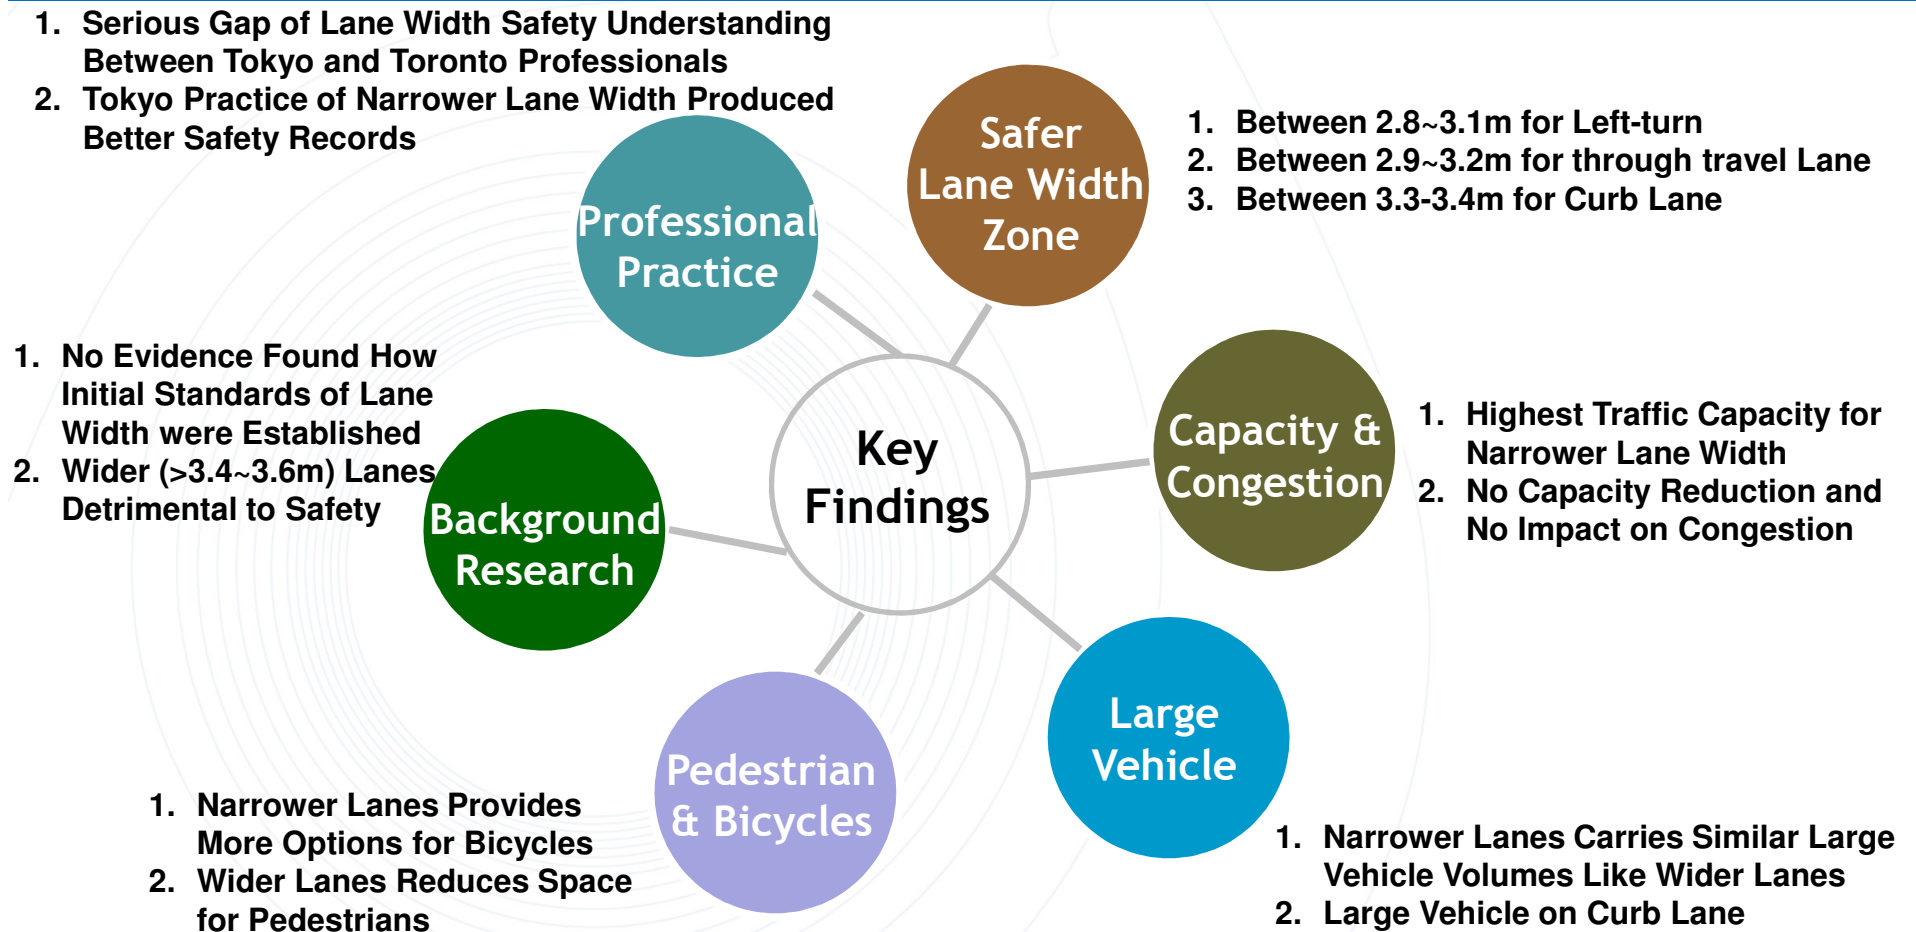 1. Serious Gap of Lane Width Safety Understanding
Between Tokyo and Toronto Professionals
2. Tokyo Practice of Narrower Lane Width Produced
Better Safety Records
Professional
Practice
Safer
Lane Width
Zone
1. Between 2.8~3.1m for Left-turn
2. Between 2.9~3.2m for through travel Lane
3. Between 3.3-3.4m for Curb Lane
1. No Evidence Found How
Initial Standards of Lane
Width were Established
2. Wider (>3.4~3.6m) Lanes
Detrimental to Safety
Background
Research
Key
Findings
Capacity &
Congestion
1. Highest Traffic Capacity for
Narrower Lane Width
2. No Capacity Reduction and
No Impact on Congestion
Pedestrian
& Bicycles
1. Narrower Lanes Provides
More Options for Bicycles
2. Wider Lanes Reduces Space
for Pedestrians
Large
Vehicle
1. Narrower Lanes Carries Similar Large
Vehicle Volumes Like Wider Lanes
2. Large Vehicle on Curb Lane